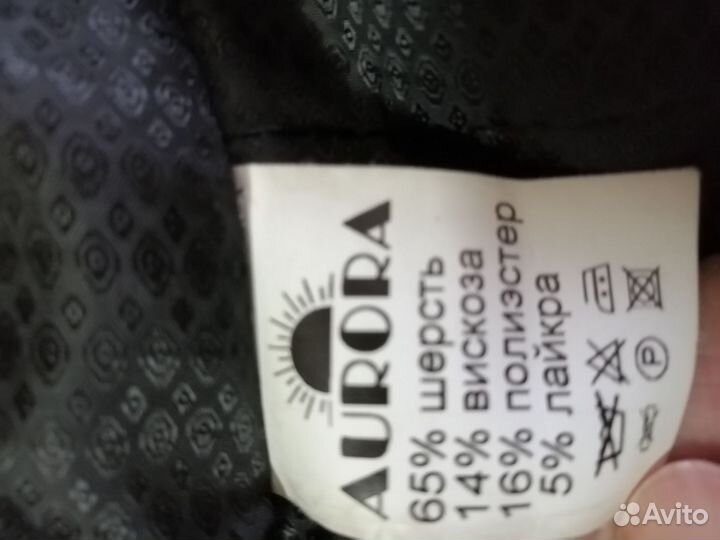 AURORA
65% шерсть
14% вискоза
16% полиэстер
5% лайкра
P
Avito